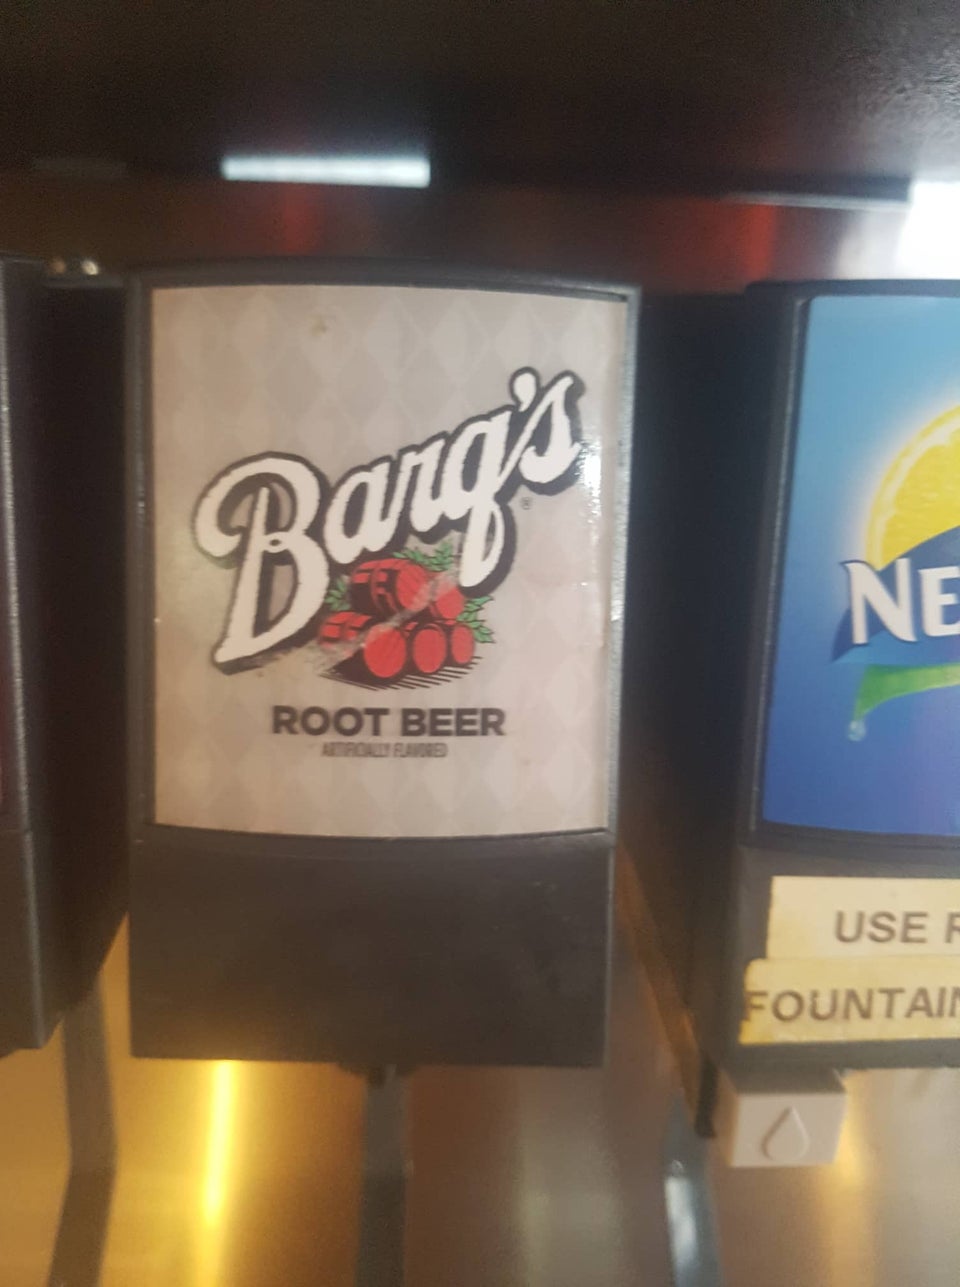 Barq's
®
ROOT BEER
ARTIFICIALLY FLAVORED
NE
USE R
FOUNTAIN